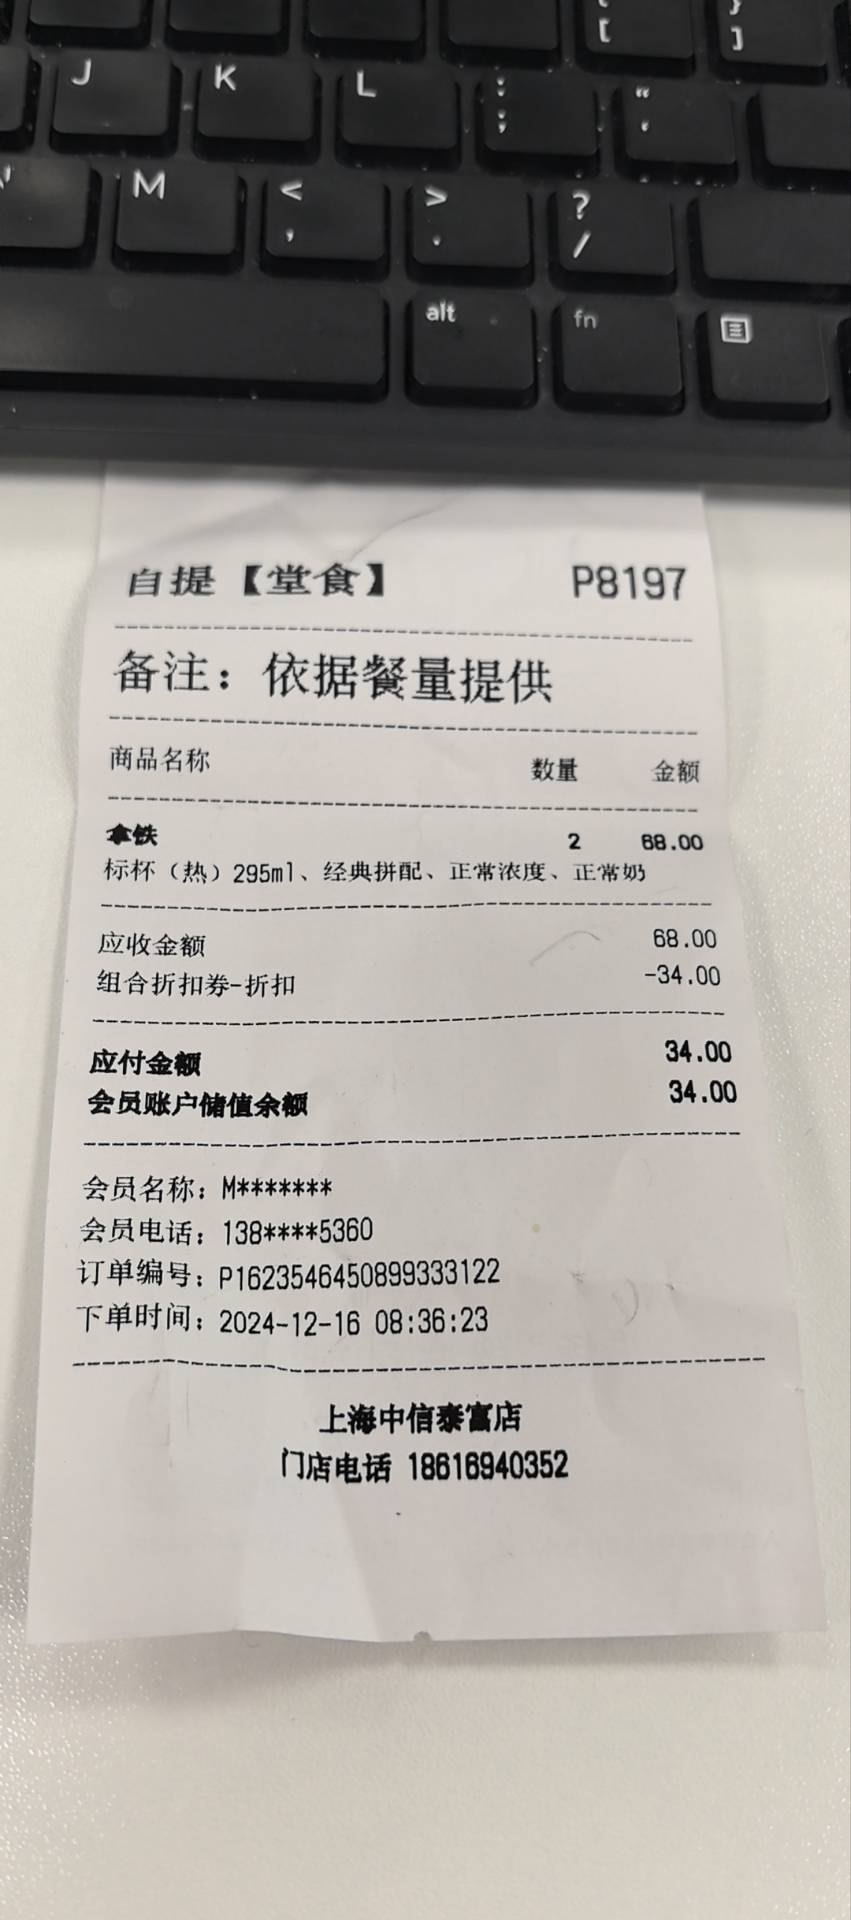 [ }
]
J K L : “
; '
M < > ?
, . /
alt fn
自提【堂食】 P8197
备注：依据餐量提供
商品名称 数量 金额
拿铁 2 68.00
标杯（热）295ml、经典拼配、正常浓度、正常奶
应收金额 68.00
组合折扣券-折扣 -34.00
应付金额 34.00
会员账户储值余额 34.00
会员名称：M*******
会员电话：138****5360
订单编号：P1623546450899333122
下单时间：2024-12-16 08:36:23
上海中信泰富店
门店电话 18616940352